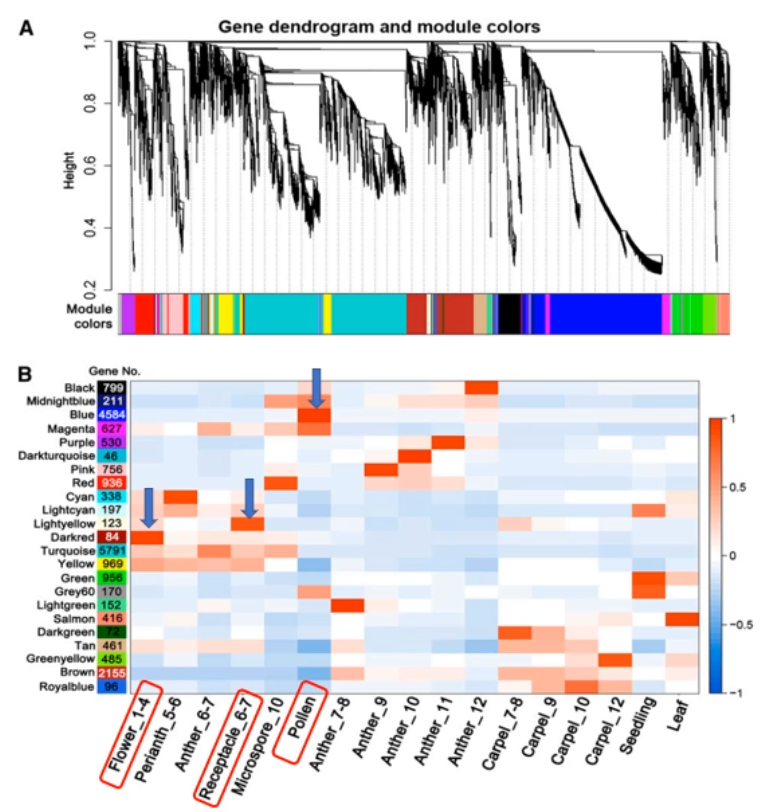 A
Gene dendrogram and module colors
Height
1.0
0.8
0.6
0.4
0.2
Module
colors
B
Gene No.
Black 799
Midnightblue 211
Blue 4584
Magenta 627
Purple 530
Darkturquoise 46
Pink 756
Red 936
Cyan 338
Lightcyan 197
Lightyellow 123
Darkred 84
Turquoise 5791
Yellow 969
Green 956
Grey60 170
Lightgreen 152
Salmon 416
Darkgreen 72
Tan 461
Greenyellow 485
Brown 2155
Royalblue 96
1
0.5
0
−0.5
−1
Flower_1-4
Perianth_5-6
Anther_6-7
Receptacle_6-7
Microspore_10
Pollen
Anther_7-8
Anther_9
Anther_10
Anther_11
Anther_12
Carpel_7-8
Carpel_9
Carpel_10
Carpel_12
Seedling
Leaf